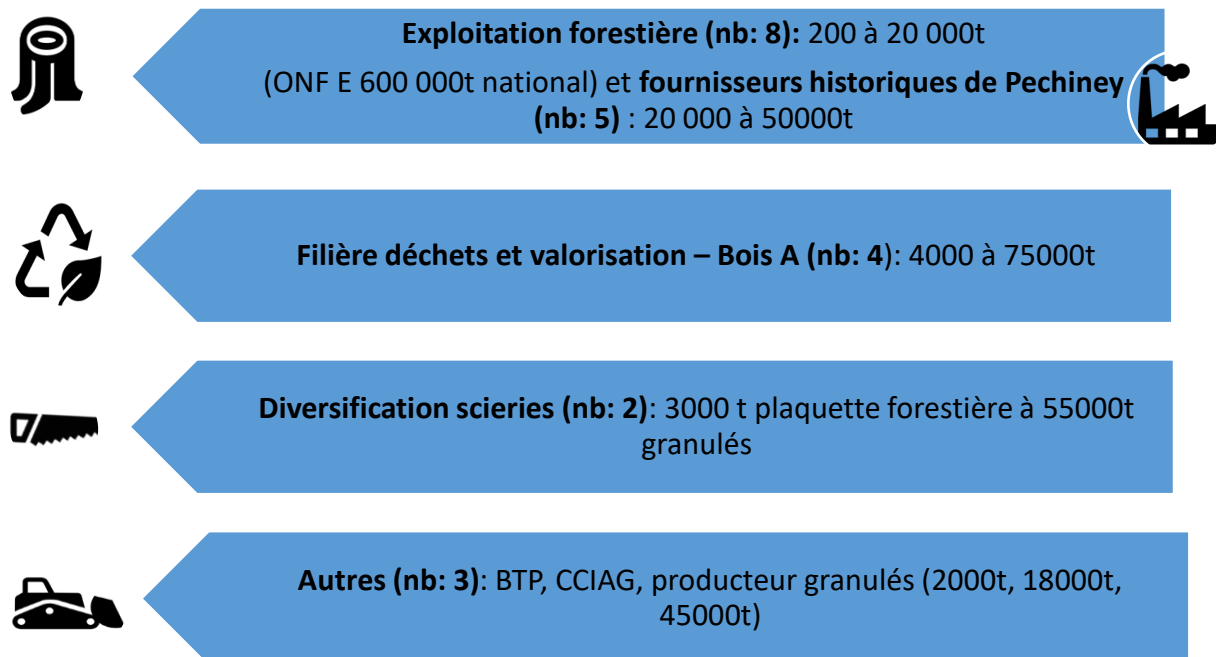 Exploitation forestière (nb: 8): 200 à 20 000t
(ONF E 600 000t national) et fournisseurs historiques de Pechiney
(nb: 5) : 20 000 à 50000t
Filière déchets et valorisation – Bois A (nb: 4): 4000 à 75000t
Diversification scieries (nb: 2): 3000 t plaquette forestière à 55000t
granulés
Autres (nb: 3): BTP, CCIAG, producteur granulés (2000t, 18000t,
45000t)